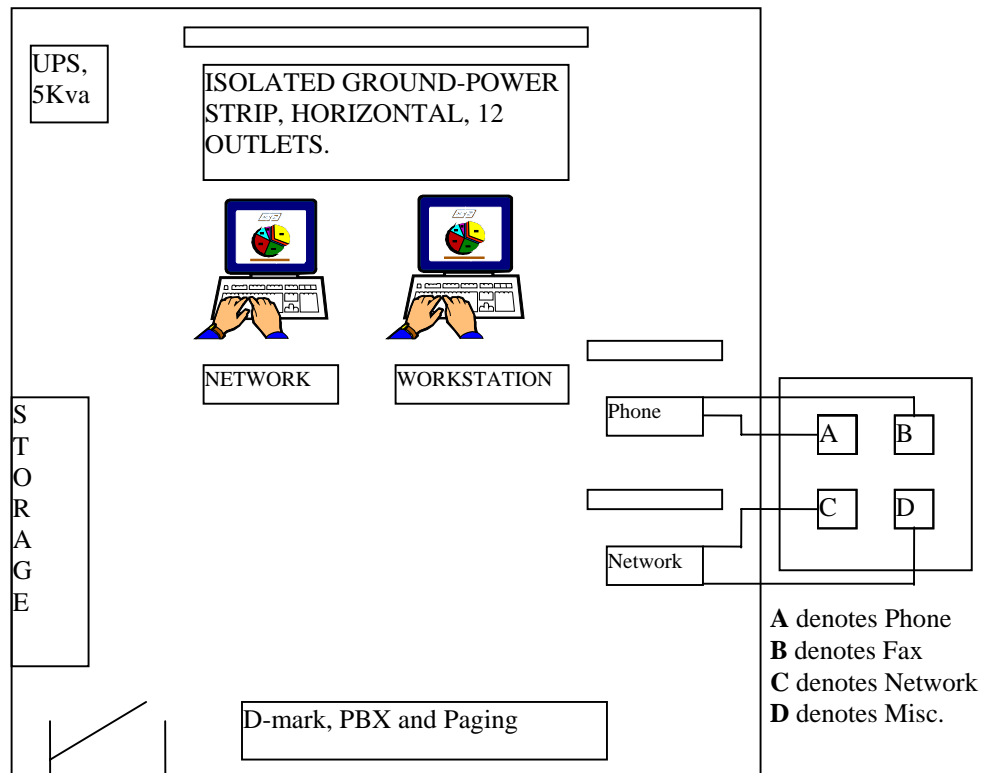 UPS,
5Kva
ISOLATED GROUND-POWER
STRIP, HORIZONTAL, 12
OUTLETS.
NETWORK
WORKSTATION
S
T
O
R
A
G
E
Phone
A
B
C
D
Network
A denotes Phone
B denotes Fax
C denotes Network
D denotes Misc.
D-mark, PBX and Paging